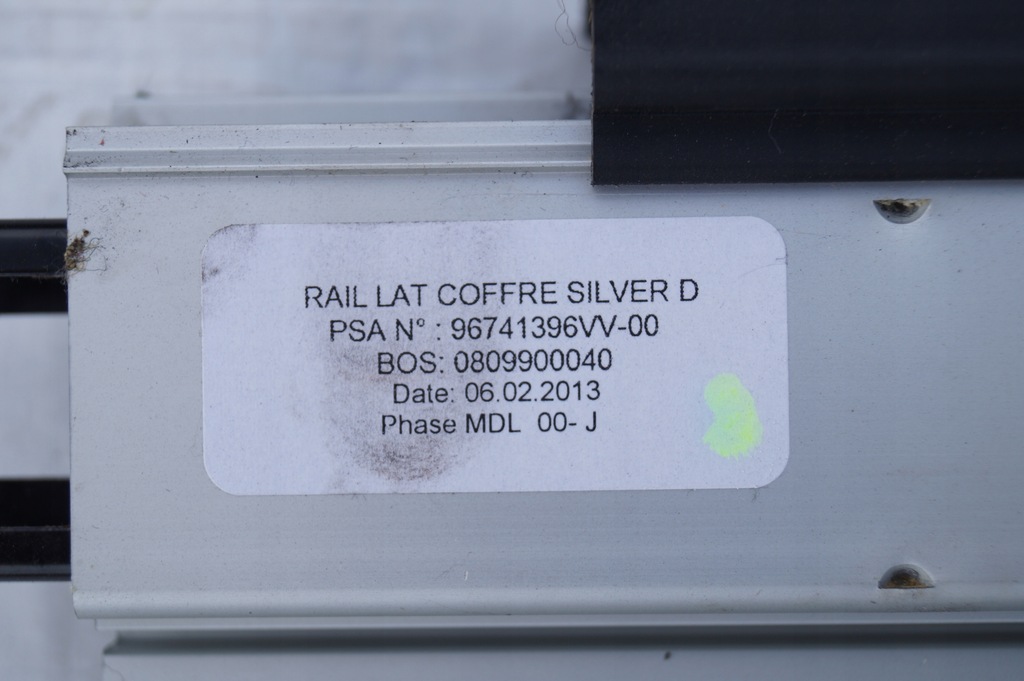 RAIL LAT COFFRE SILVER D
PSA N° : 96741396VV-00
BOS: 0809900040
Date: 06.02.2013
Phase MDL  00- J